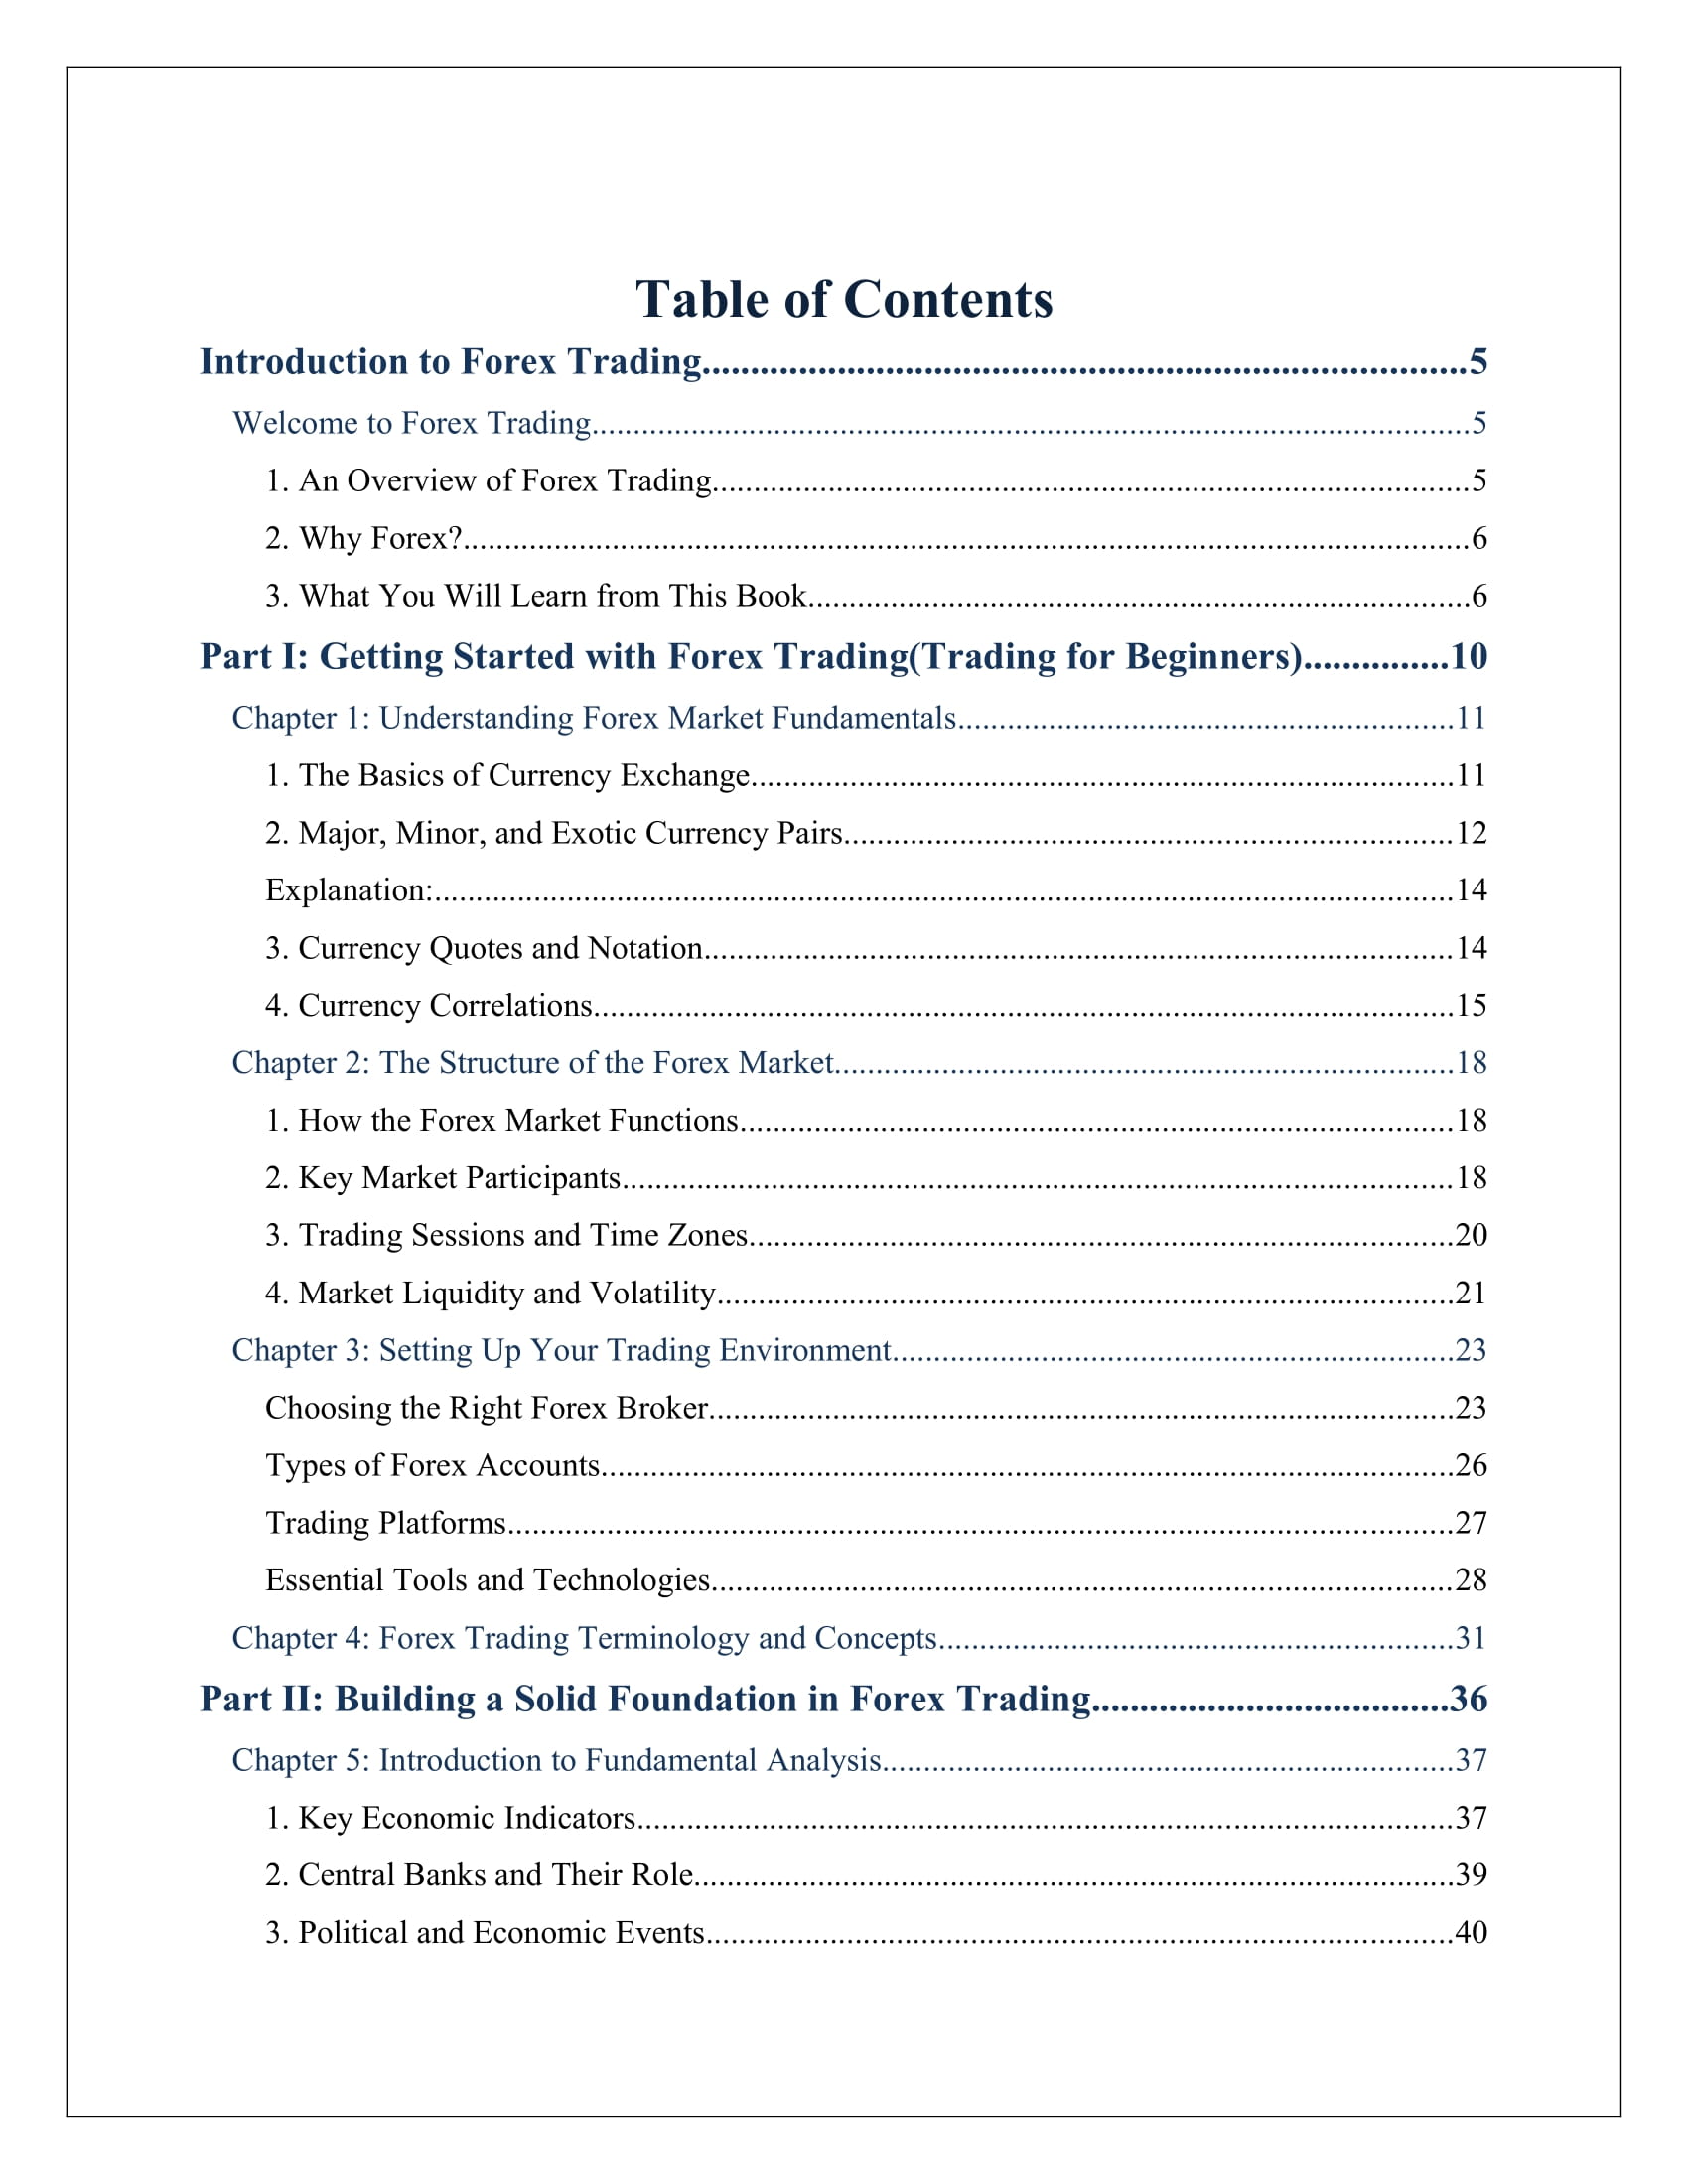 Table of Contents
Introduction to Forex Trading...............................................................................5
Welcome to Forex Trading..........................................................................................................5
1. An Overview of Forex Trading...........................................................................................5
2. Why Forex?.........................................................................................................................6
3. What You Will Learn from This Book................................................................................6
Part I: Getting Started with Forex Trading(Trading for Beginners)...............10
Chapter 1: Understanding Forex Market Fundamentals............................................................11
1. The Basics of Currency Exchange.....................................................................................11
2. Major, Minor, and Exotic Currency Pairs..........................................................................12
Explanation:...........................................................................................................................14
3. Currency Quotes and Notation...........................................................................................14
4. Currency Correlations........................................................................................................15
Chapter 2: The Structure of the Forex Market...........................................................................18
1. How the Forex Market Functions......................................................................................18
2. Key Market Participants.....................................................................................................18
3. Trading Sessions and Time Zones.....................................................................................20
4. Market Liquidity and Volatility.........................................................................................21
Chapter 3: Setting Up Your Trading Environment....................................................................23
Choosing the Right Forex Broker..........................................................................................23
Types of Forex Accounts.......................................................................................................26
Trading Platforms..................................................................................................................27
Essential Tools and Technologies..........................................................................................28
Chapter 4: Forex Trading Terminology and Concepts..............................................................31
Part II: Building a Solid Foundation in Forex Trading.....................................36
Chapter 5: Introduction to Fundamental Analysis.....................................................................37
1. Key Economic Indicators...................................................................................................37
2. Central Banks and Their Role............................................................................................39
3. Political and Economic Events...........................................................................................40